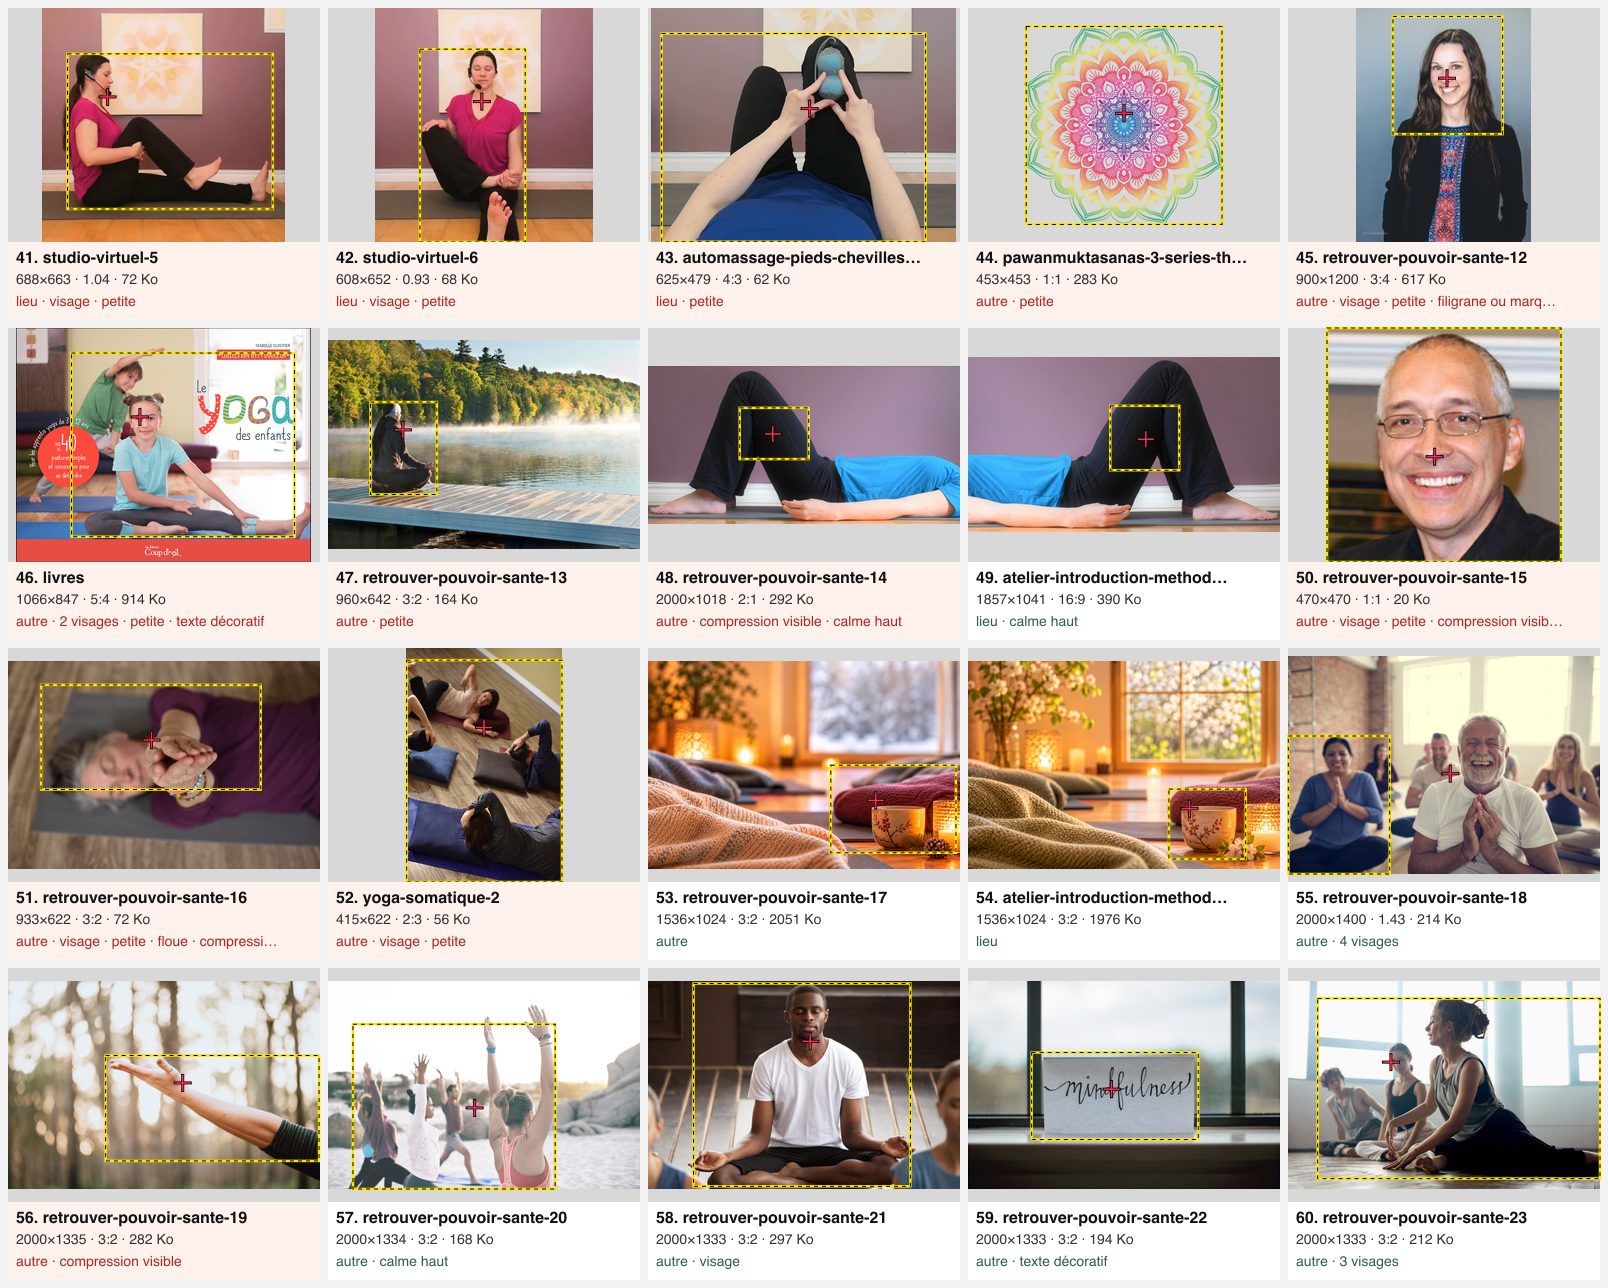 41. studio-virtuel-5
688×663 · 1.04 · 72 Ko
lieu · visage · petite
42. studio-virtuel-6
608×652 · 0.93 · 68 Ko
lieu · visage · petite
43. automassage-pieds-chevilles…
625×479 · 4:3 · 62 Ko
lieu · petite
44. pawanmuktasanas-3-series-th…
453×453 · 1:1 · 283 Ko
autre · petite
45. retrouver-pouvoir-sante-12
900×1200 · 3:4 · 617 Ko
autre · visage · petite · filigrane ou marq…
ISABELLE CLOUTIER
Le
yoga
des enfants
40
Coup d'œil
46. livres
1066×847 · 5:4 · 914 Ko
autre · 2 visages · petite · texte décoratif
47. retrouver-pouvoir-sante-13
960×642 · 3:2 · 164 Ko
autre · petite
48. retrouver-pouvoir-sante-14
2000×1018 · 2:1 · 292 Ko
autre · compression visible · calme haut
49. atelier-introduction-method…
1857×1041 · 16:9 · 390 Ko
lieu · calme haut
50. retrouver-pouvoir-sante-15
470×470 · 1:1 · 20 Ko
autre · visage · petite · compression visib…
51. retrouver-pouvoir-sante-16
933×622 · 3:2 · 72 Ko
autre · visage · petite · floue · compressi…
52. yoga-somatique-2
415×622 · 2:3 · 56 Ko
autre · visage · petite
53. retrouver-pouvoir-sante-17
1536×1024 · 3:2 · 2051 Ko
autre
54. atelier-introduction-method…
1536×1024 · 3:2 · 1976 Ko
lieu
55. retrouver-pouvoir-sante-18
2000×1400 · 1.43 · 214 Ko
autre · 4 visages
56. retrouver-pouvoir-sante-19
2000×1335 · 3:2 · 282 Ko
autre · compression visible
57. retrouver-pouvoir-sante-20
2000×1334 · 3:2 · 168 Ko
autre · calme haut
58. retrouver-pouvoir-sante-21
2000×1333 · 3:2 · 297 Ko
autre · visage
mindfulness
59. retrouver-pouvoir-sante-22
2000×1333 · 3:2 · 194 Ko
autre · texte décoratif
60. retrouver-pouvoir-sante-23
2000×1333 · 3:2 · 212 Ko
autre · 3 visages